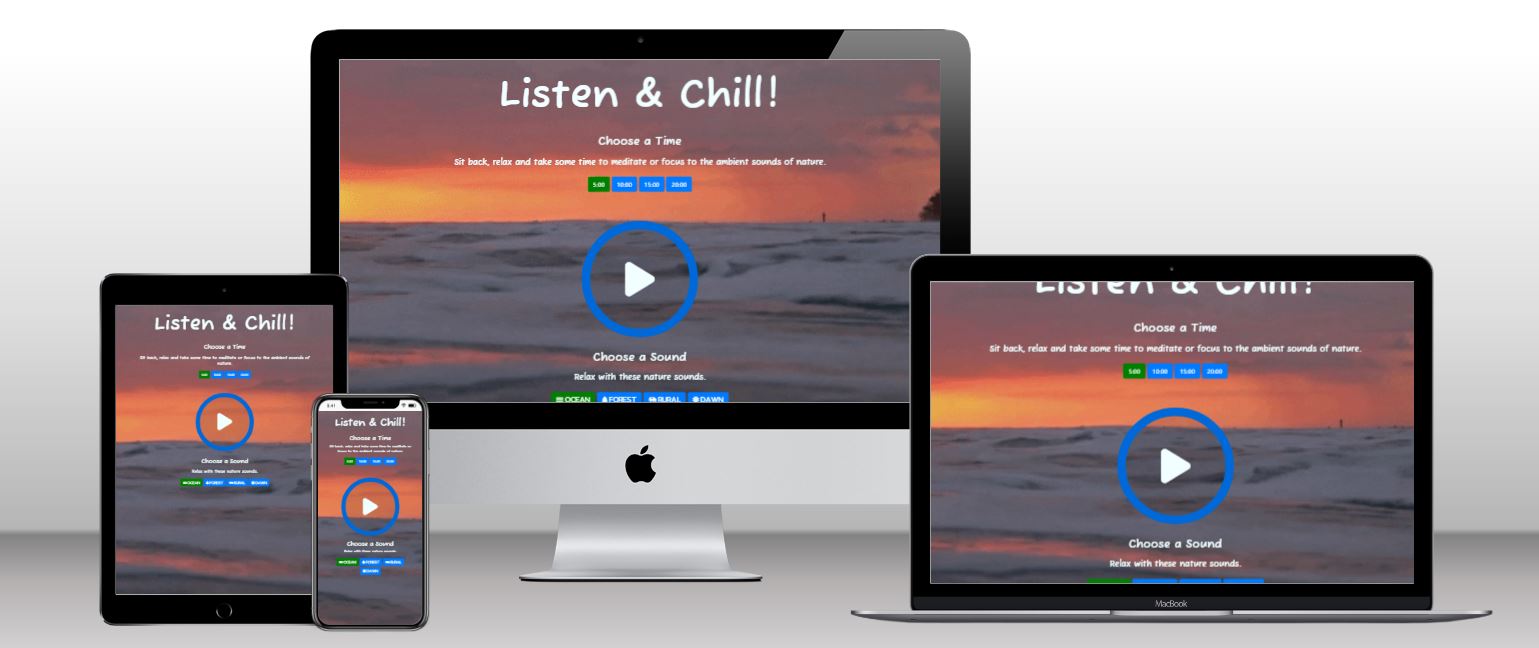 Listen & Chill!
Choose a Time
Sit back, relax and take some time to meditate or focus to the ambient sounds of nature.
5:00 10:00 15:00 20:00
Choose a Sound
Relax with these nature sounds.
OCEAN FOREST RURAL DAWN
Listen & Chill!
Choose a Time
Sit back, relax and take some time to meditate or focus to the ambient sounds of
nature.
5:00 10:00 15:00 20:00
Choose a Sound
Relax with these nature sounds.
OCEAN FOREST RURAL DAWN
9:41
Listen & Chill!
Choose a Time
Sit back, relax and take some time to meditate or
focus to the ambient sounds of nature.
5:00 10:00 15:00 20:00
Choose a Sound
Relax with these nature sounds.
OCEAN FOREST RURAL
DAWN
Listen & Chill!
Choose a Time
Sit back, relax and take some time to meditate or focus to the ambient sounds of nature.
5:00 10:00 15:00 20:00
Choose a Sound
Relax with these nature sounds.
MacBook